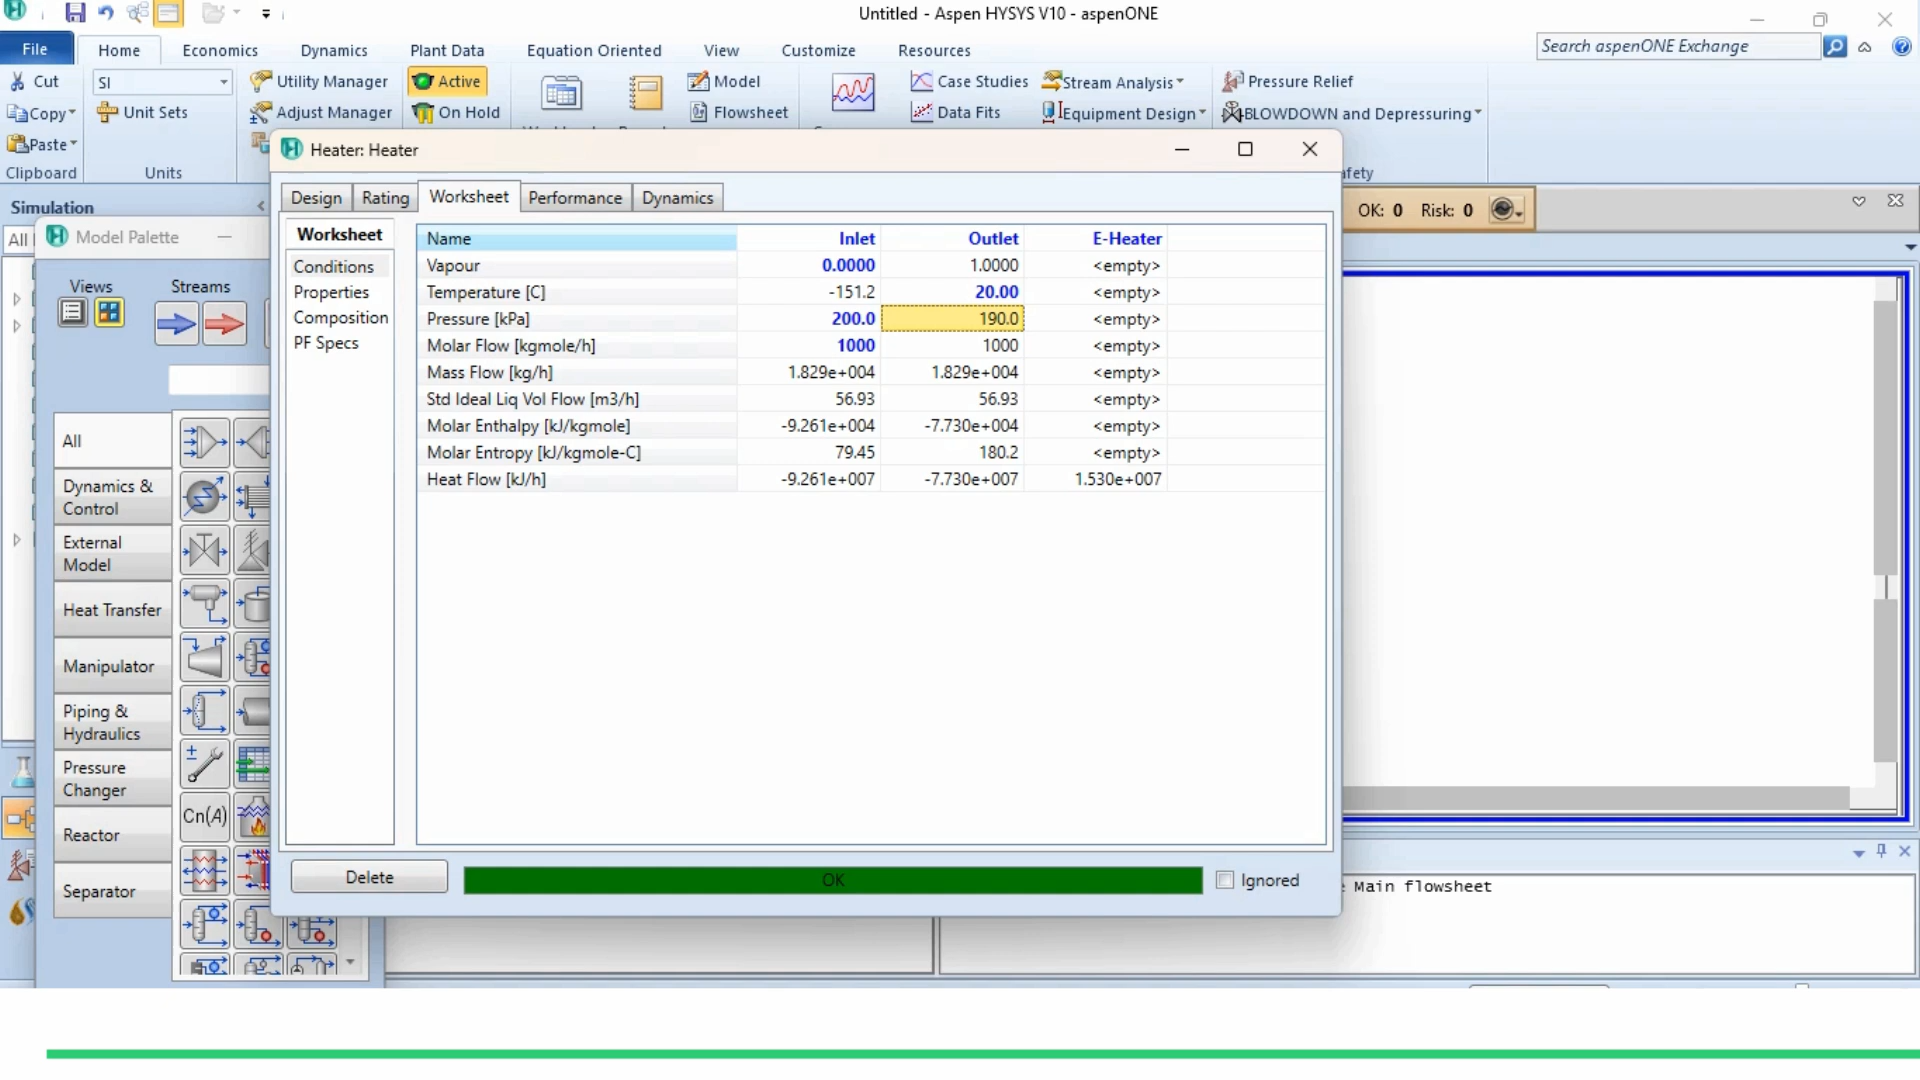 Untitled - Aspen HYSYS V10 - aspenONE
File Home Economics Dynamics Plant Data Equation Oriented View Customize Resources
Search aspenONE Exchange
Cut SI Utility Manager Active Model Case Studies Stream Analysis Pressure Relief
Copy Unit Sets Adjust Manager On Hold Flowsheet Data Fits Equipment Design BLOWDOWN and Depressuring
Paste
Clipboard Units
Heater: Heater
Simulation
All
Model Palette
OK: 0 Risk: 0
Views Streams
All
Dynamics &
Control
External
Model
Heat Transfer
Manipulator
Piping &
Hydraulics
Pressure
Changer
Reactor
Separator
Cn(A)
Design Rating Worksheet Performance Dynamics
Worksheet
Conditions
Properties
Composition
PF Specs
Name Inlet Outlet E-Heater
Vapour 0.0000 1.0000 <empty>
Temperature [C] -151.2 20.00 <empty>
Pressure [kPa] 200.0 190.0 <empty>
Molar Flow [kgmole/h] 1000 1000 <empty>
Mass Flow [kg/h] 1.829e+004 1.829e+004 <empty>
Std Ideal Liq Vol Flow [m3/h] 56.93 56.93 <empty>
Molar Enthalpy [kJ/kgmole] -9.261e+004 -7.730e+004 <empty>
Molar Entropy [kJ/kgmole-C] 79.45 180.2 <empty>
Heat Flow [kJ/h] -9.261e+007 -7.730e+007 1.530e+007
Delete OK Ignored
Main flowsheet